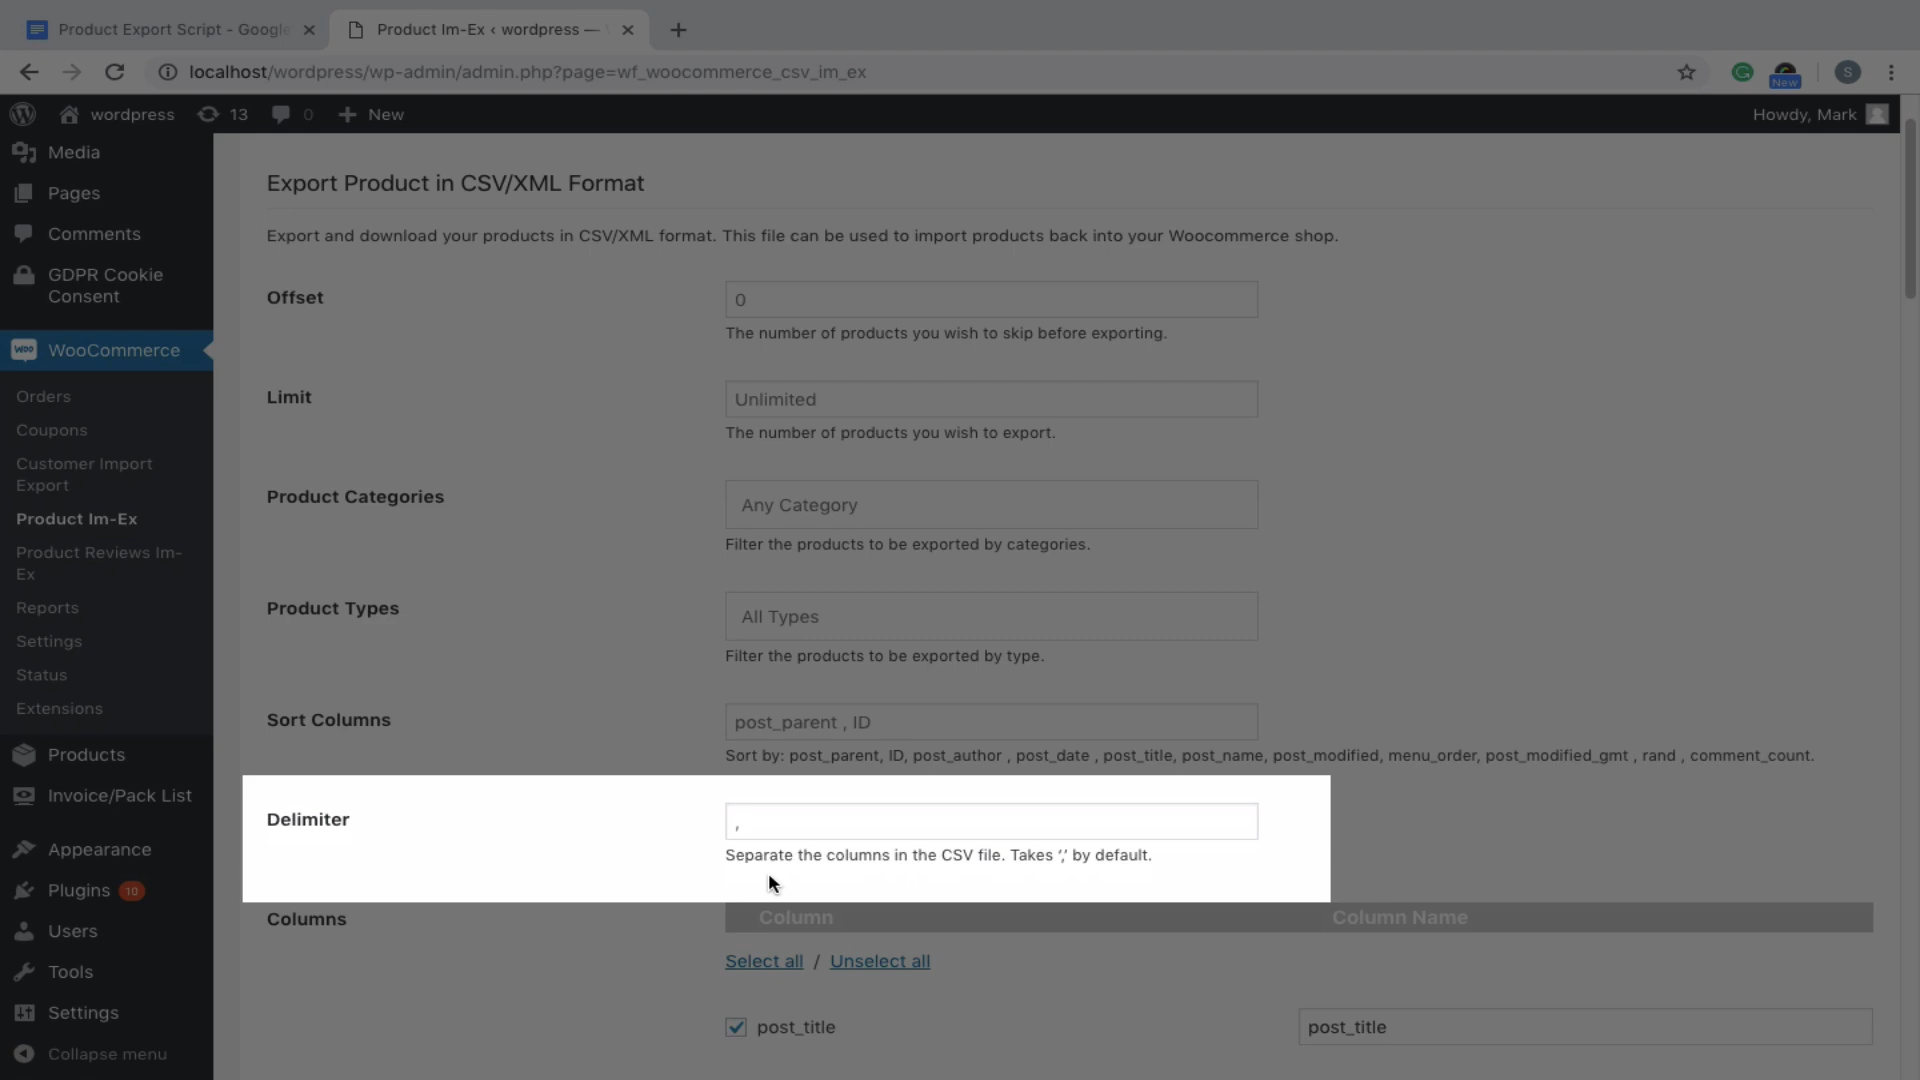 Product Export Script - Google
Product Im-Ex ‹ wordpress —
localhost/wordpress/wp-admin/admin.php?page=wf_woocommerce_csv_im_ex
New
S
wordpress
13
0
New
Howdy, Mark
Media
Pages
Comments
GDPR Cookie
Consent
woo
WooCommerce
Orders
Coupons
Customer Import
Export
Product Im-Ex
Product Reviews Im-
Ex
Reports
Settings
Status
Extensions
Products
Invoice/Pack List
Appearance
Plugins 10
Users
Tools
Settings
Collapse menu
Export Product in CSV/XML Format
Export and download your products in CSV/XML format. This file can be used to import products back into your Woocommerce shop.
Offset
0
The number of products you wish to skip before exporting.
Limit
Unlimited
The number of products you wish to export.
Product Categories
Any Category
Filter the products to be exported by categories.
Product Types
All Types
Filter the products to be exported by type.
Sort Columns
post_parent , ID
Sort by: post_parent, ID, post_author , post_date , post_title, post_name, post_modified, menu_order, post_modified_gmt , rand , comment_count.
Delimiter
,
Separate the columns in the CSV file. Takes ‘,’ by default.
Columns
Column
Column Name
Select all / Unselect all
post_title
post_title